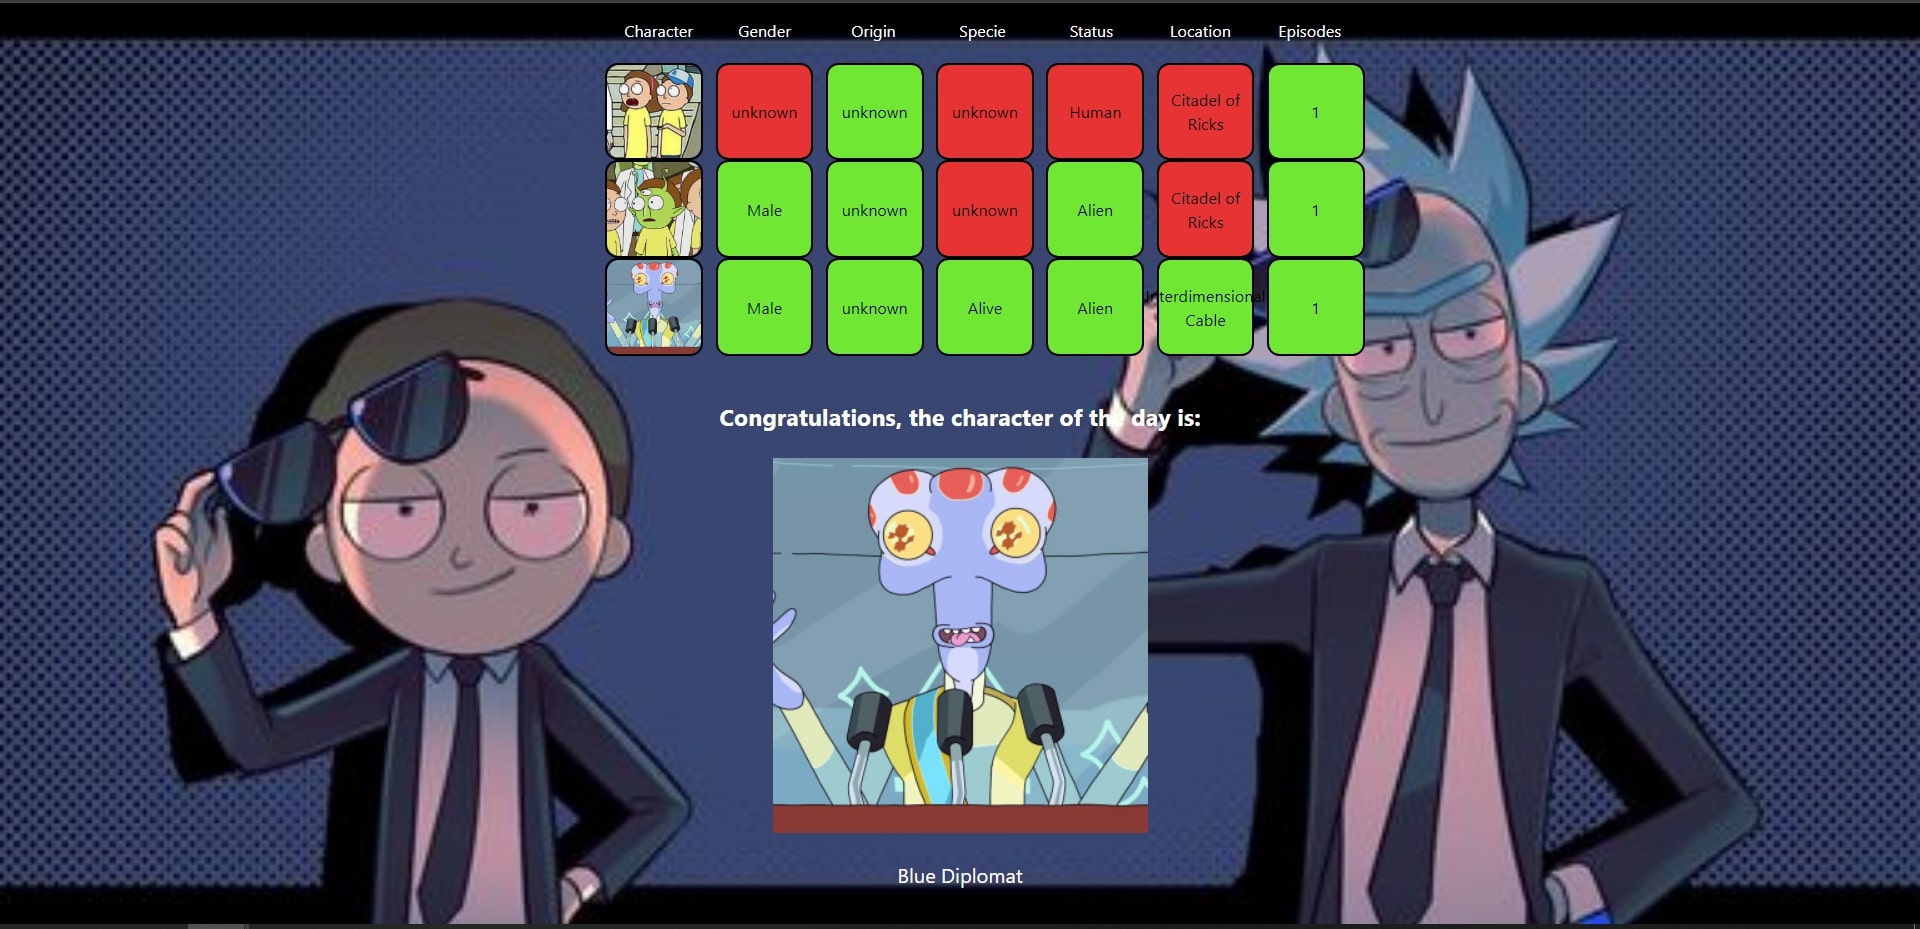 Character Gender Origin Specie Status Location Episodes
unknown unknown unknown Human Citadel of Ricks 1
Male unknown unknown Alien Citadel of Ricks 1
Male unknown Alive Alien Interdimensional Cable 1
Congratulations, the character of the day is:
Blue Diplomat